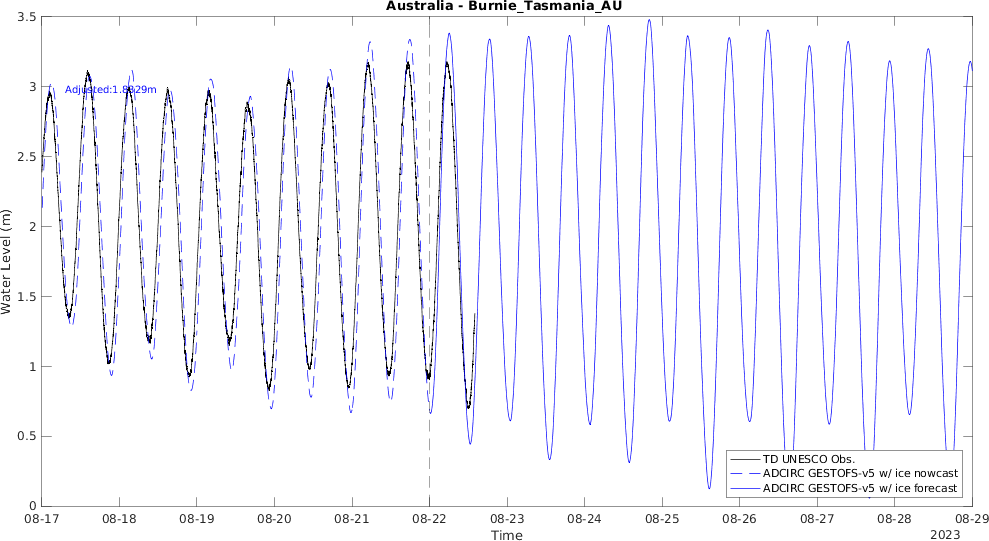 Australia - Burnie_Tasmania_AU
3.5
3
2.5
2
1.5
1
0.5
0
Water Level (m)
TD UNESCO Obs.
ADCIRC GESTOFS-v5 w/ ice nowcast
ADCIRC GESTOFS-v5 w/ ice forecast
08-17 08-18 08-19 08-20 08-21 08-22 08-23 08-24 08-25 08-26 08-27 08-28 08-29
Time
2023